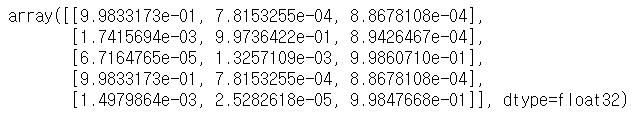 array([[9.9833173e-01, 7.8153255e-04, 8.8678108e-04],
[1.7415694e-03, 9.9736422e-01, 8.9426467e-04],
[6.7164765e-05, 1.3257109e-03, 9.9860710e-01],
[9.9833173e-01, 7.8153255e-04, 8.8678108e-04],
[1.4979864e-03, 2.5282618e-05, 9.9847668e-01]], dtype=float32)